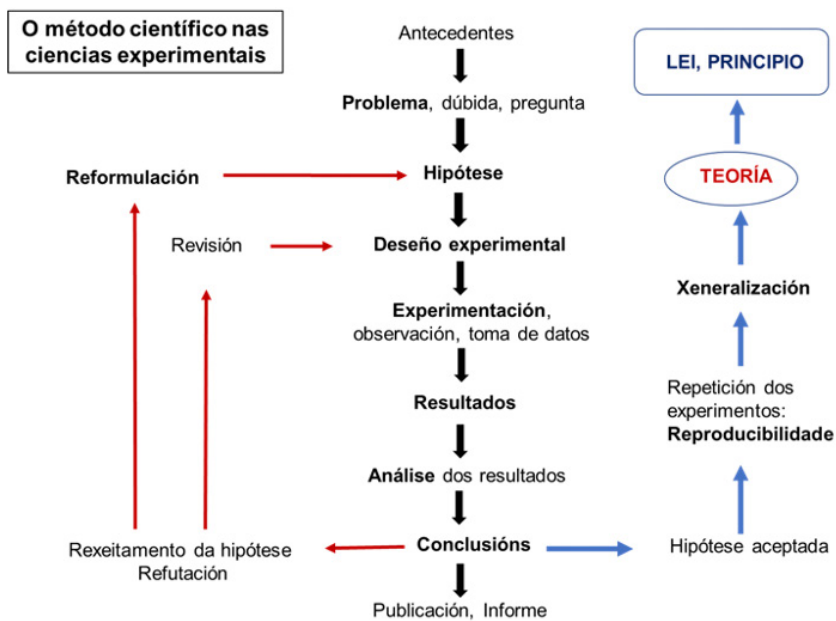 O método científico nas
ciencias experimentais
Antecedentes
Problema, dúbida, pregunta
Hipótese
Deseño experimental
Experimentación,
observación, toma de datos
Resultados
Análise dos resultados
Conclusións
Publicación, Informe
Reformulación
Revisión
Rexeitamento da hipótese
Refutación
LEI, PRINCIPIO
TEORÍA
Xeneralización
Repetición dos
experimentos:
Reproducibilidade
Hipótese aceptada